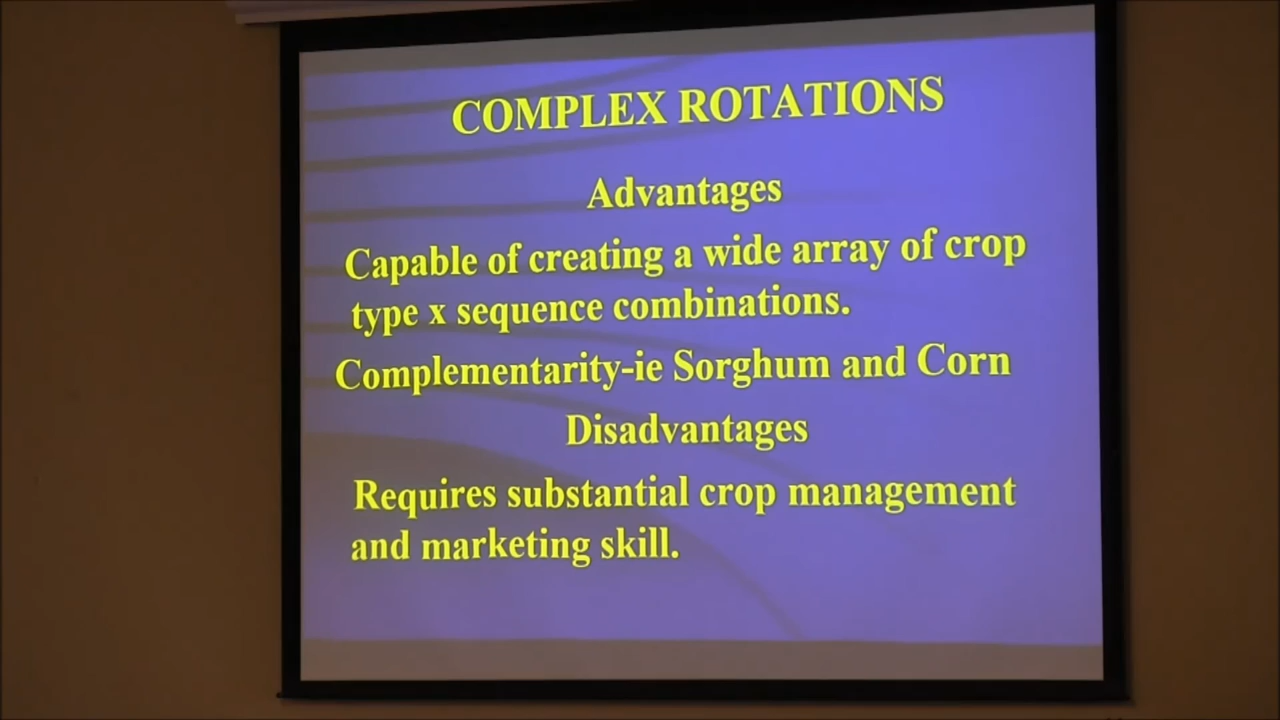 COMPLEX ROTATIONS
Advantages
Capable of creating a wide array of crop
type x sequence combinations.
Complementarity-ie Sorghum and Corn
Disadvantages
Requires substantial crop management
and marketing skill.